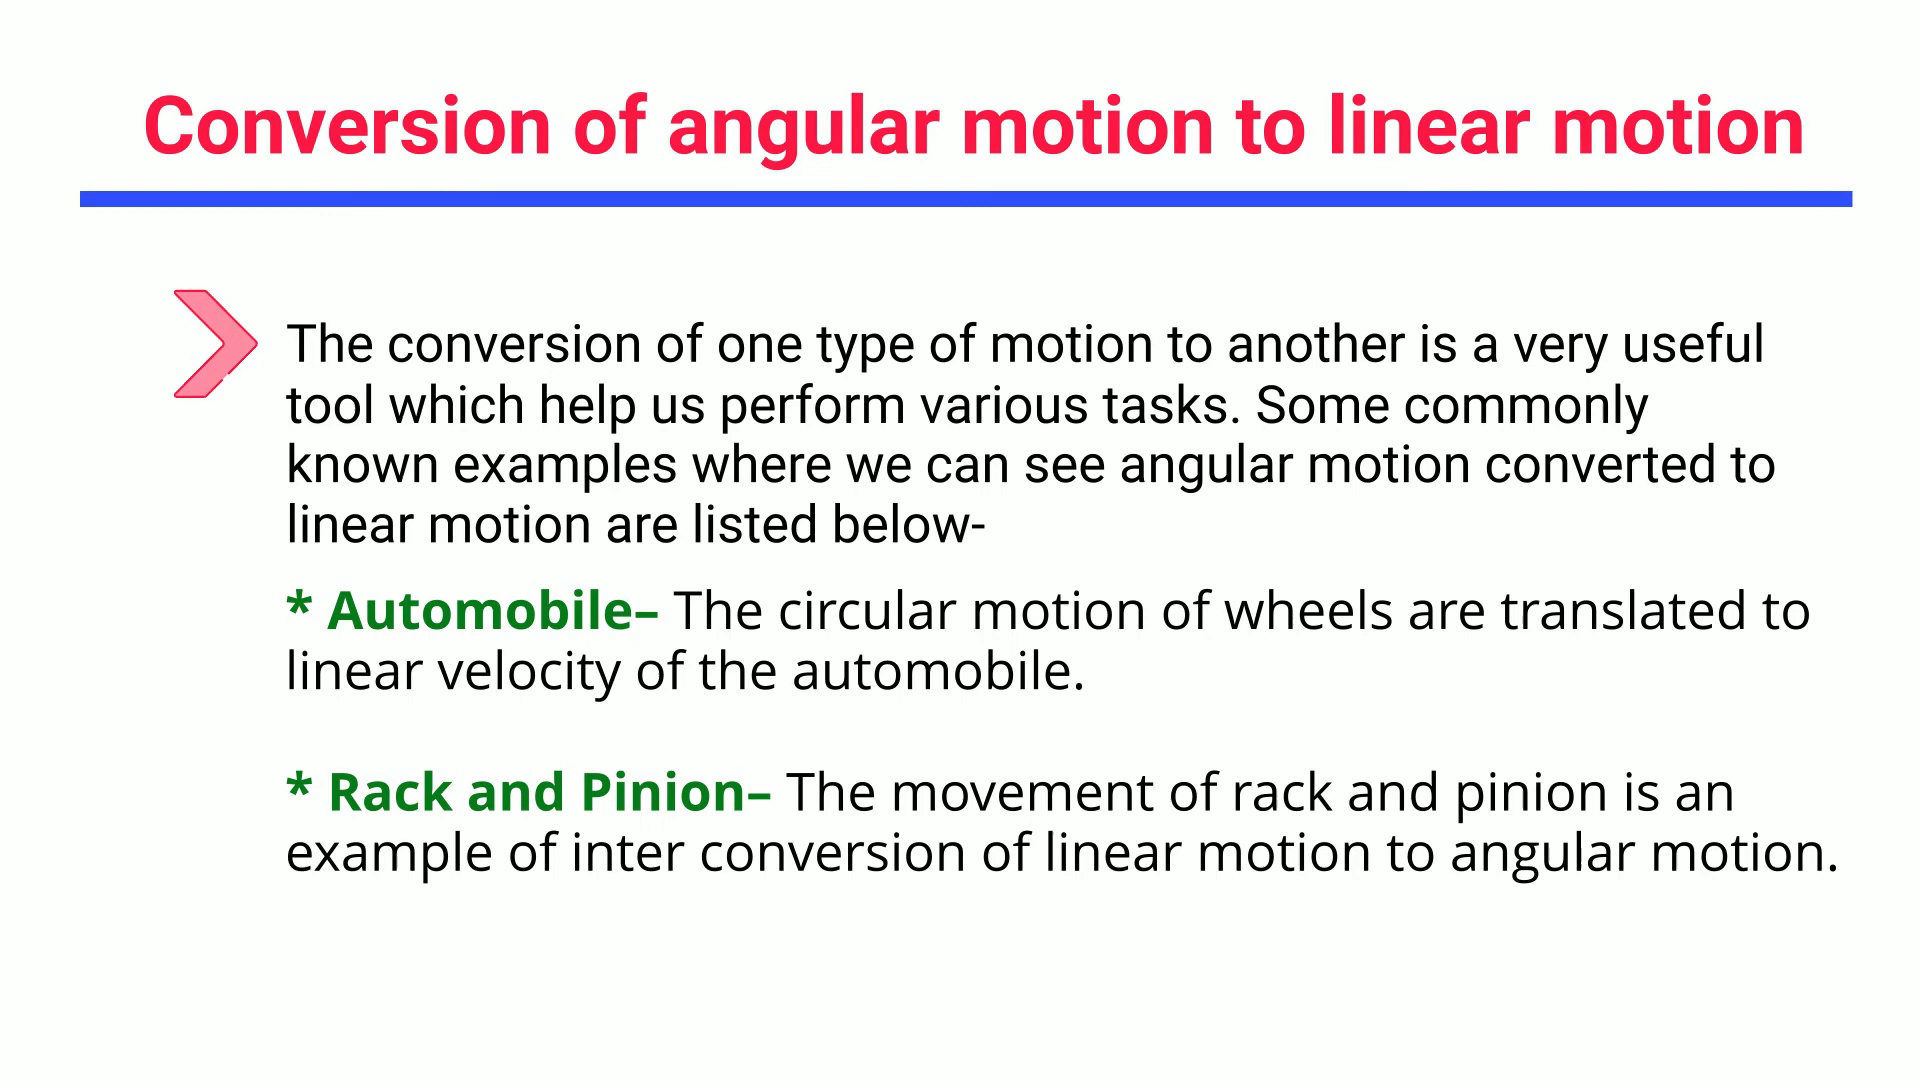 Conversion of angular motion to linear motion
The conversion of one type of motion to another is a very useful
tool which help us perform various tasks. Some commonly
known examples where we can see angular motion converted to
linear motion are listed below-
* Automobile– The circular motion of wheels are translated to
linear velocity of the automobile.
* Rack and Pinion– The movement of rack and pinion is an
example of inter conversion of linear motion to angular motion.